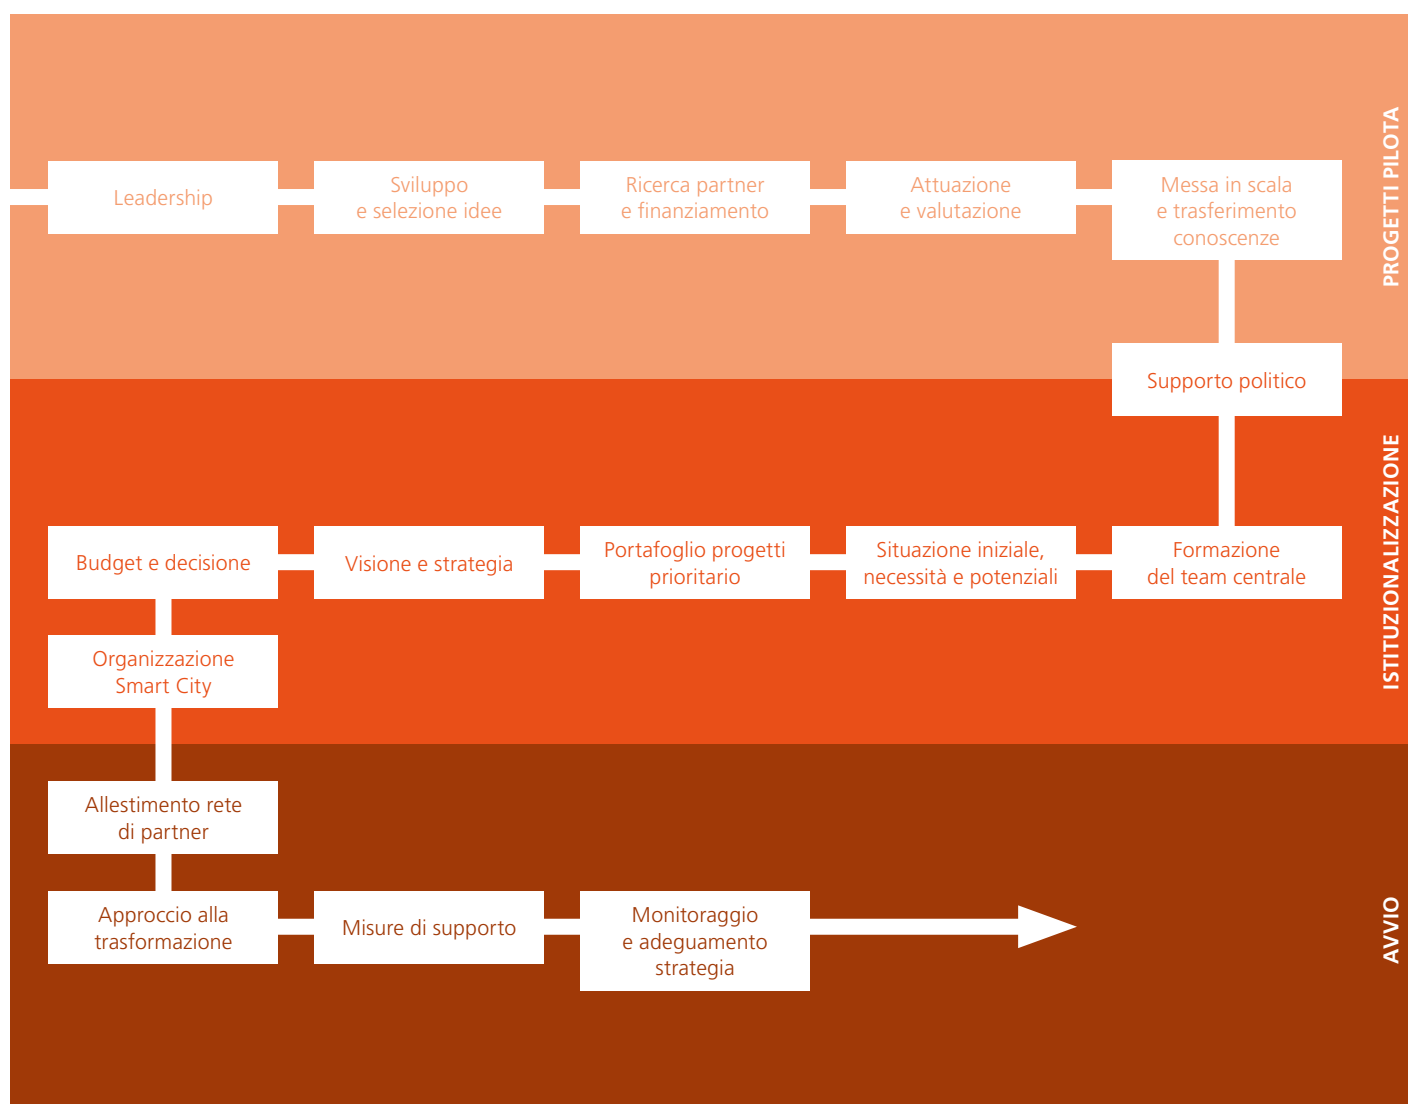 PROGETTI PILOTA
Leadership
Sviluppo
e selezione idee
Ricerca partner
e finanziamento
Attuazione
e valutazione
Messa in scala
e trasferimento
conoscenze
Supporto politico
ISTITUZIONALIZZAZIONE
Budget e decisione
Visione e strategia
Portafoglio progetti
prioritario
Situazione iniziale,
necessità e potenziali
Formazione
del team centrale
Organizzazione
Smart City
AVVIO
Allestimento rete
di partner
Approccio alla
trasformazione
Misure di supporto
Monitoraggio
e adeguamento
strategia